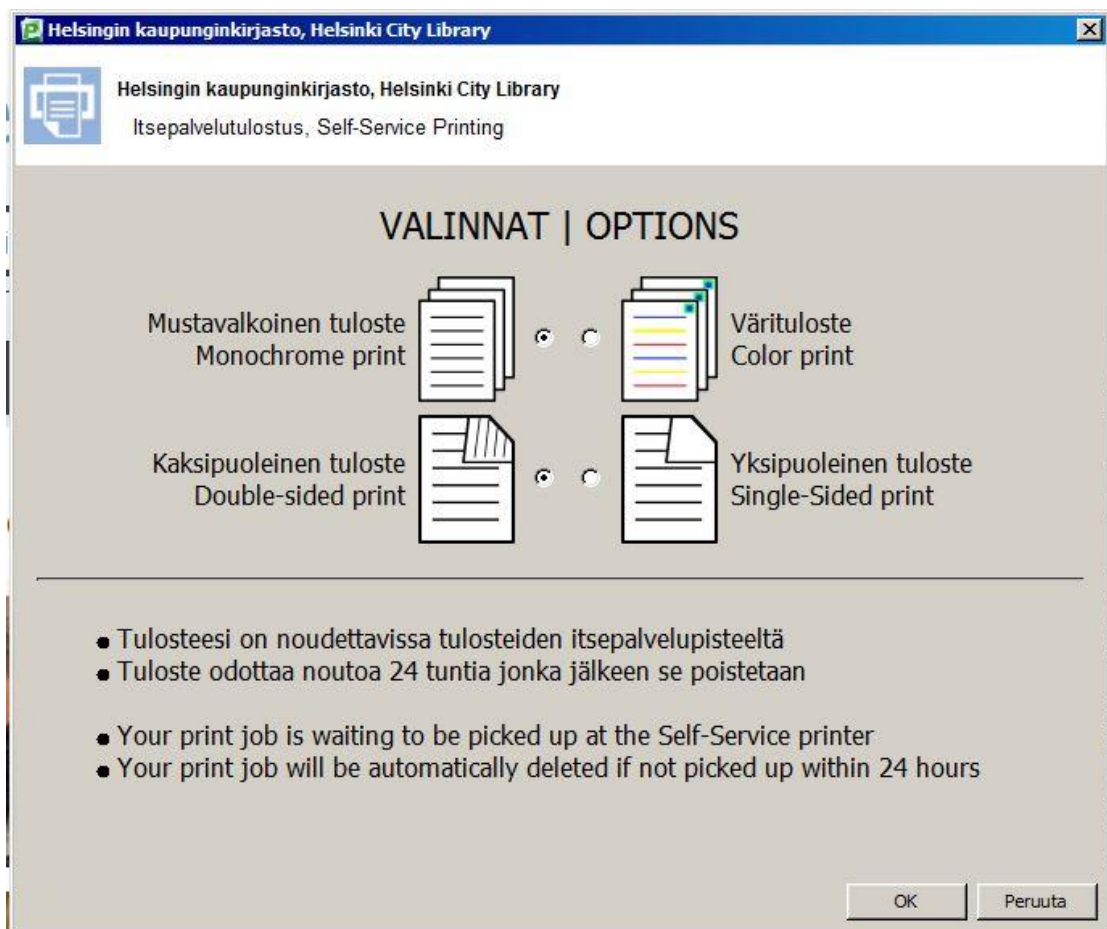 Helsingin kaupunginkirjasto, Helsinki City Library
Helsingin kaupunginkirjasto, Helsinki City Library
Itsepalvelutulostus, Self-Service Printing
VALINNAT | OPTIONS
Mustavalkoinen tuloste
Monochrome print
Värituloste
Color print
Kaksipuoleinen tuloste
Double-sided print
Yksipuoleinen tuloste
Single-Sided print
Tulosteesi on noudettavissa tulosteiden itsepalvelupisteeltä
Tuloste odottaa noutoa 24 tuntia jonka jälkeen se poistetaan
Your print job is waiting to be picked up at the Self-Service printer
Your print job will be automatically deleted if not picked up within 24 hours
OK
Peruuta